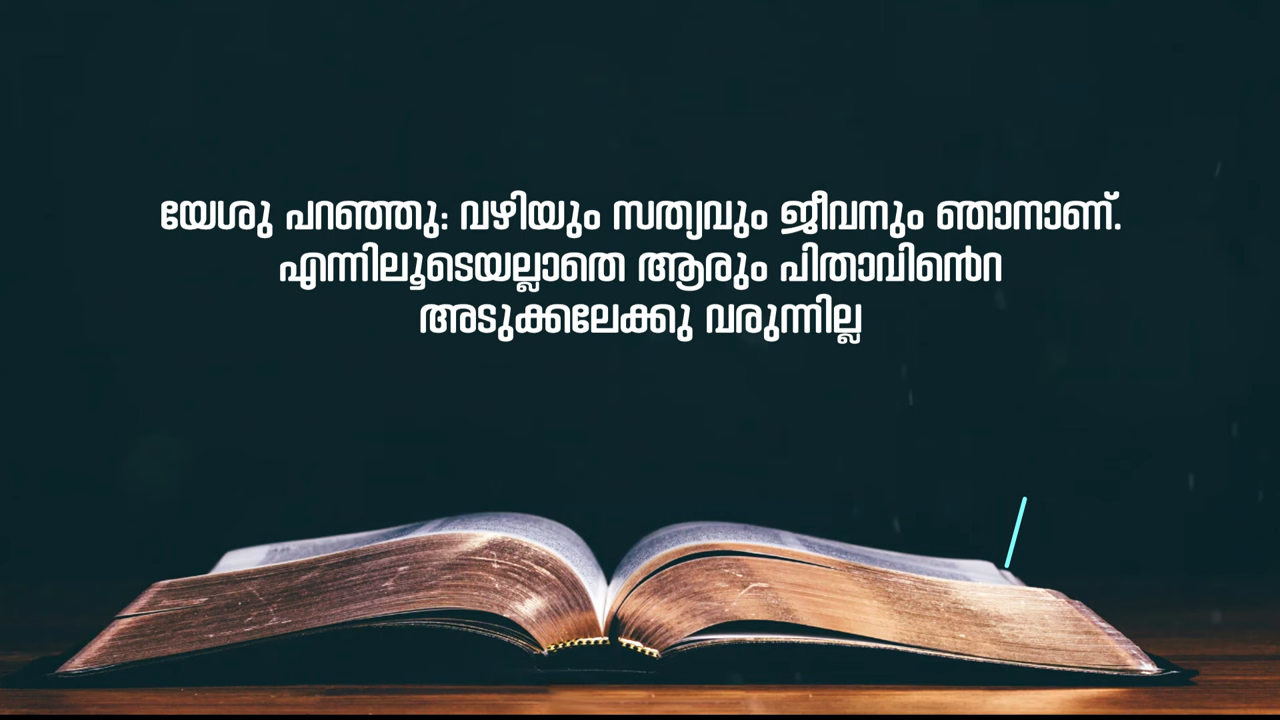 യേശു പറഞ്ഞു: വഴിയും സത്യവും ജീവനും ഞാനാണ്.
എന്നിലൂടെയല്ലാതെ ആരും പിതാവിൻെറ
അടുക്കലേക്കു വരുന്നില്ല